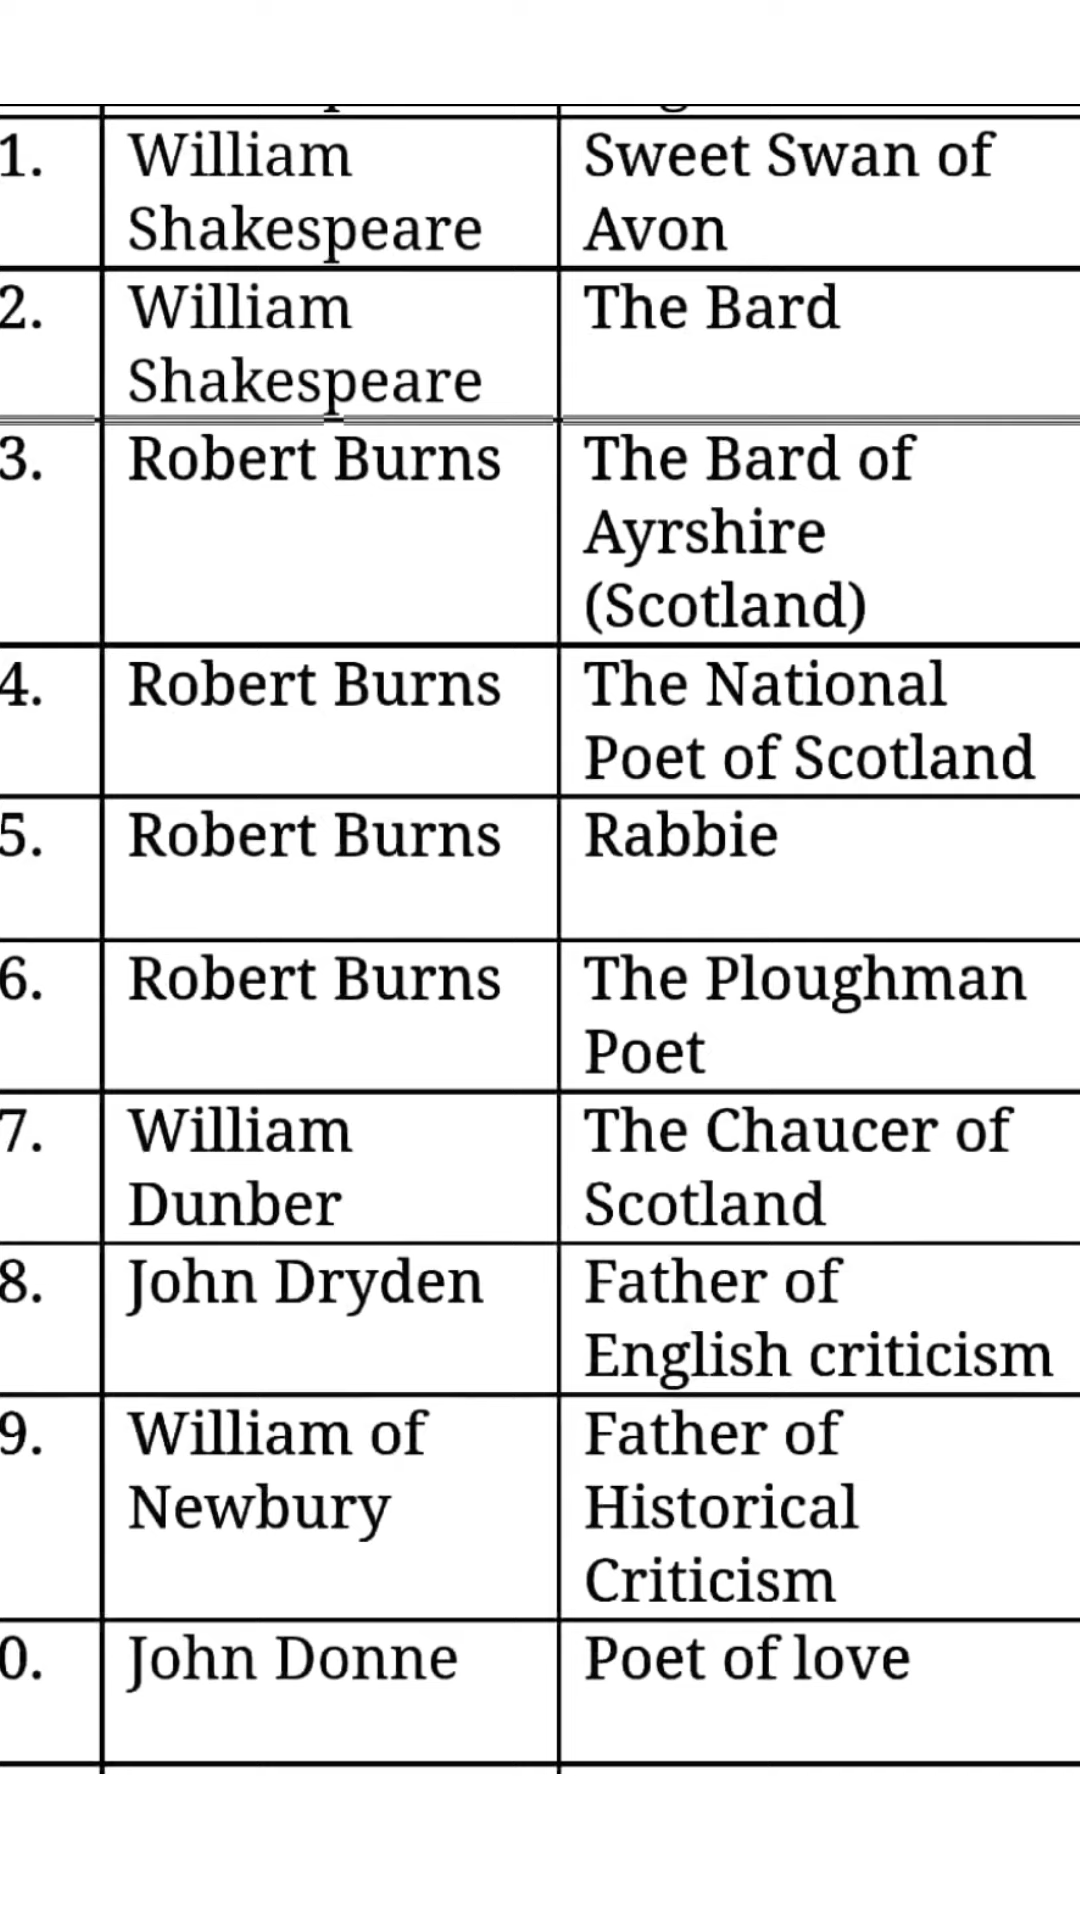 1. William Sweet Swan of
Shakespeare Avon
2. William The Bard
Shakespeare
3. Robert Burns The Bard of
Ayrshire
(Scotland)
4. Robert Burns The National
Poet of Scotland
5. Robert Burns Rabbie
6. Robert Burns The Ploughman
Poet
7. William The Chaucer of
Dunber Scotland
8. John Dryden Father of
English criticism
9. William of Father of
Newbury Historical
Criticism
0. John Donne Poet of love